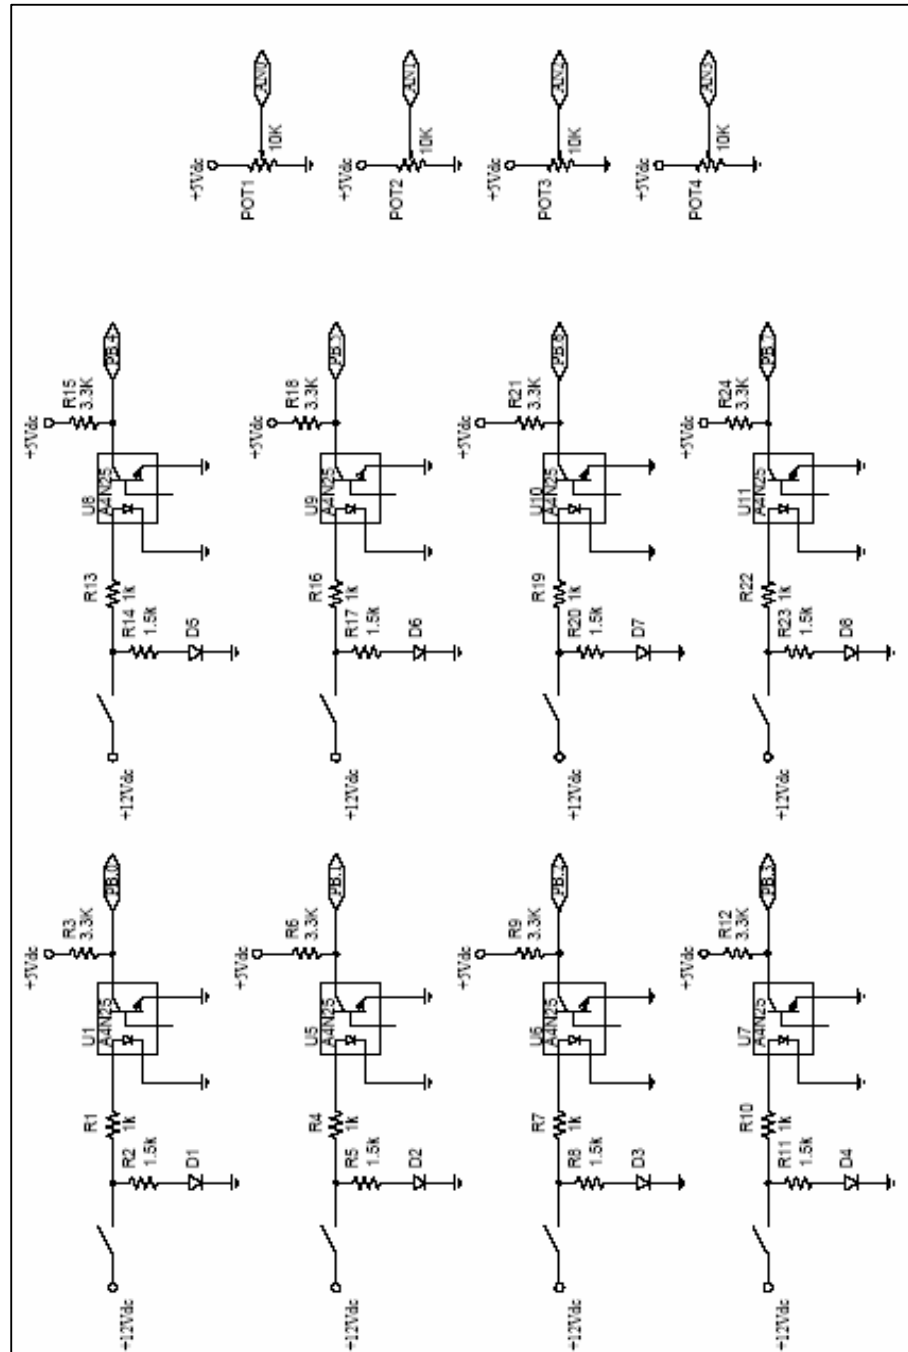 +12Vdc
R2
1.5k
D1
R1
1k
U1
A4N25
+5Vdc
R3
3.3K
PB.0
+12Vdc
R14
1.5k
D5
R13
1k
U8
A4N25
+5Vdc
R15
3.3K
PB.4
+5Vdc
POT1
10K
AN0
+12Vdc
R5
1.5k
D2
R4
1k
U5
A4N25
+5Vdc
R6
3.3K
PB.1
+12Vdc
R17
1.5k
D6
R16
1k
U9
A4N25
+5Vdc
R18
3.3K
PB.5
+5Vdc
POT2
10K
AN1
+12Vdc
R8
1.5k
D3
R7
1k
U6
A4N25
+5Vdc
R9
3.3K
PB.2
+12Vdc
R20
1.5k
D7
R19
1k
U10
A4N25
+5Vdc
R21
3.3K
PB.6
+5Vdc
POT3
10K
AN2
+12Vdc
R11
1.5k
D4
R10
1k
U7
A4N25
+5Vdc
R12
3.3K
PB.3
+12Vdc
R23
1.5k
D8
R22
1k
U11
A4N25
+5Vdc
R24
3.3K
PB.7
+5Vdc
POT4
10K
AN3